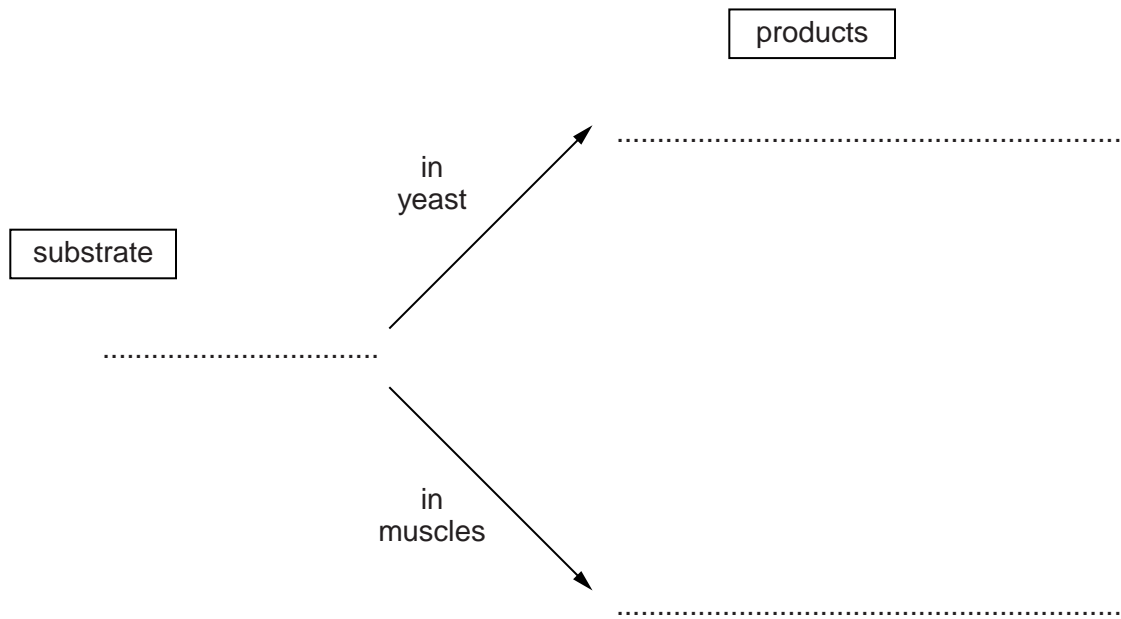 products
in
yeast
substrate
in
muscles